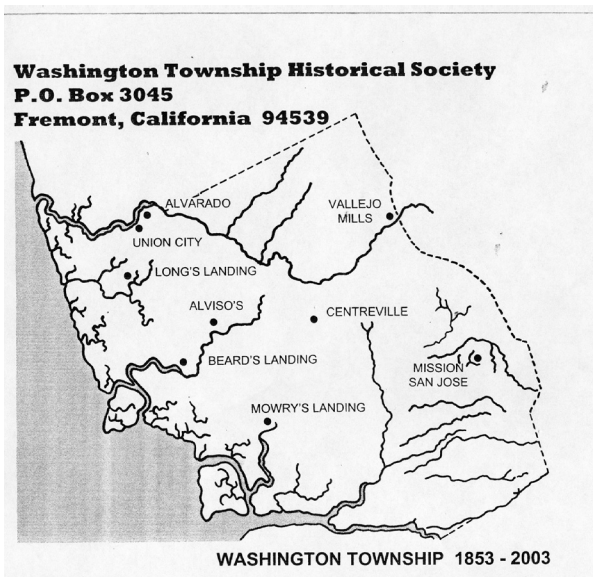 Washington Township Historical Society
P.O. Box 3045
Fremont, California 94539
ALVARADO
VALLEJO
MILLS
UNION CITY
LONG'S LANDING
ALVISO'S
CENTREVILLE
BEARD'S LANDING
MISSION
SAN JOSE
MOWRY'S LANDING
WASHINGTON TOWNSHIP 1853 - 2003